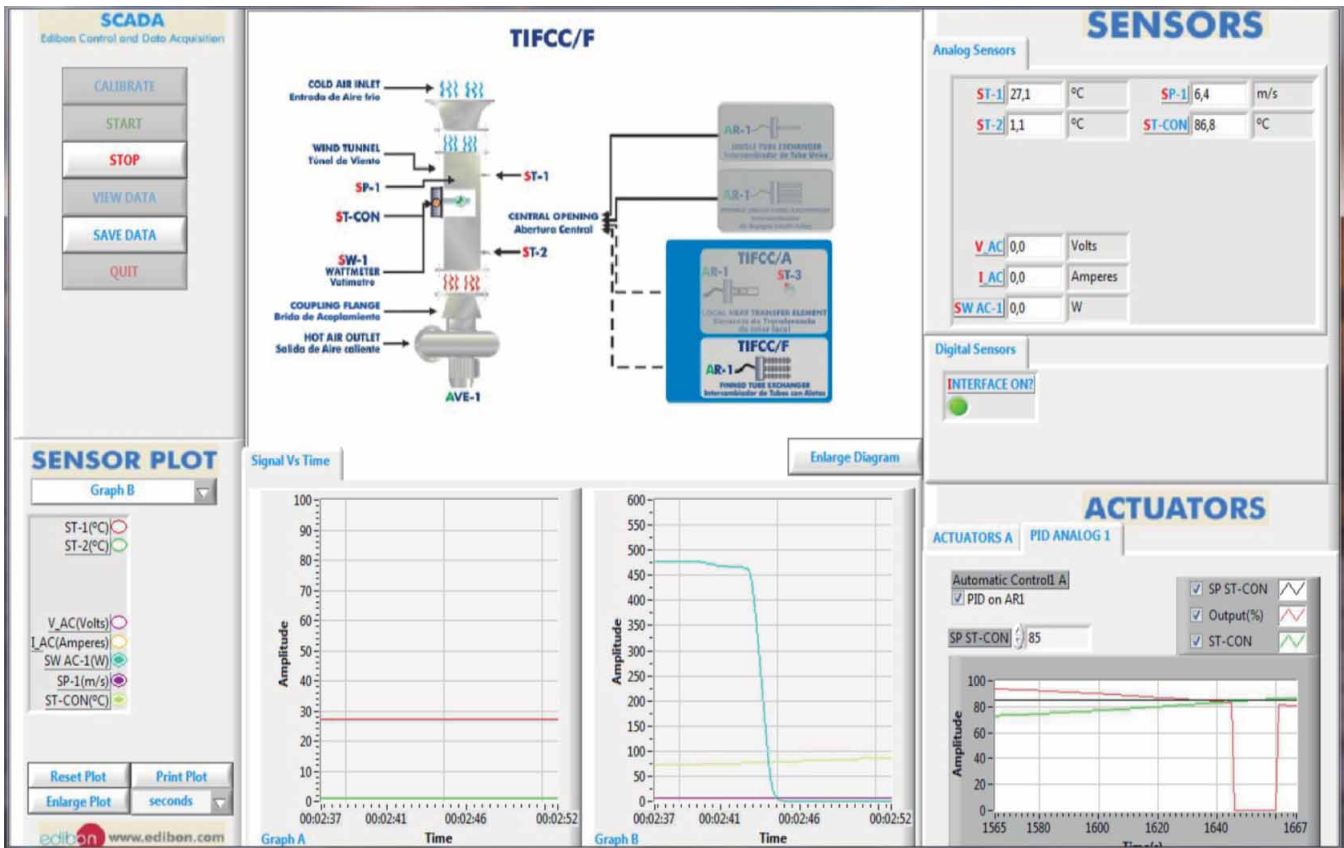 SCADA
Edibon Control and Data Acquisition
CALIBRATE
START
STOP
VIEW DATA
SAVE DATA
QUIT
TIFCC/F
COLD AIR INLET
Entrada de Aire frio
WIND TUNNEL
Túnel de Viento
SP-1
ST-CON
SW-1
WATTMETER
Vatimetro
COUPLING FLANGE
Brida de Acoplamiento
HOT AIR OUTLET
Salida de Aire caliente
AVE-1
ST-1
ST-2
CENTRAL OPENING
Abertura Central
AR-1
SINGLE TUBE EXCHANGER
Intercambiador de Tubo Unico
AR-1
TIFCC/A
AR-1
ST-3
LOCAL HEAT TRANSFER ELEMENT
Elemento de Transferencia
de calor local
TIFCC/F
AR-1
FINNED TUBE EXCHANGER
Intercambiador de Tubos con Aletas
SENSORS
Analog Sensors
ST-1 27,1 ºC SP-1 6,4 m/s
ST-2 1,1 ºC ST-CON 86,8 ºC
V_AC 0,0 Volts
I_AC 0,0 Amperes
SW AC-1 0,0 W
Digital Sensors
INTERFACE ON?
SENSOR PLOT
Graph B
ST-1(ºC)
ST-2(ºC)
V_AC(Volts)
I_AC(Amperes)
SW AC-1(W)
SP-1(m/s)
ST-CON(ºC)
Reset Plot Print Plot
Enlarge Plot seconds
edibon www.edibon.com
Signal Vs Time
Enlarge Diagram
100
90
80
70
60
50
40
30
20
10
0
Amplitude
00:02:37 00:02:41 00:02:46 00:02:52
Graph A Time
600
550
500
450
400
350
300
250
200
150
100
50
0
Amplitude
00:02:37 00:02:41 00:02:46 00:02:52
Graph B Time
ACTUATORS
ACTUATORS A PID ANALOG 1
Automatic Control1 A
PID on AR1
SP ST-CON 85
SP ST-CON
Output(%)
ST-CON
100
80
60
40
20
0
Amplitude
1565 1580 1600 1620 1640 1667
Time(s)